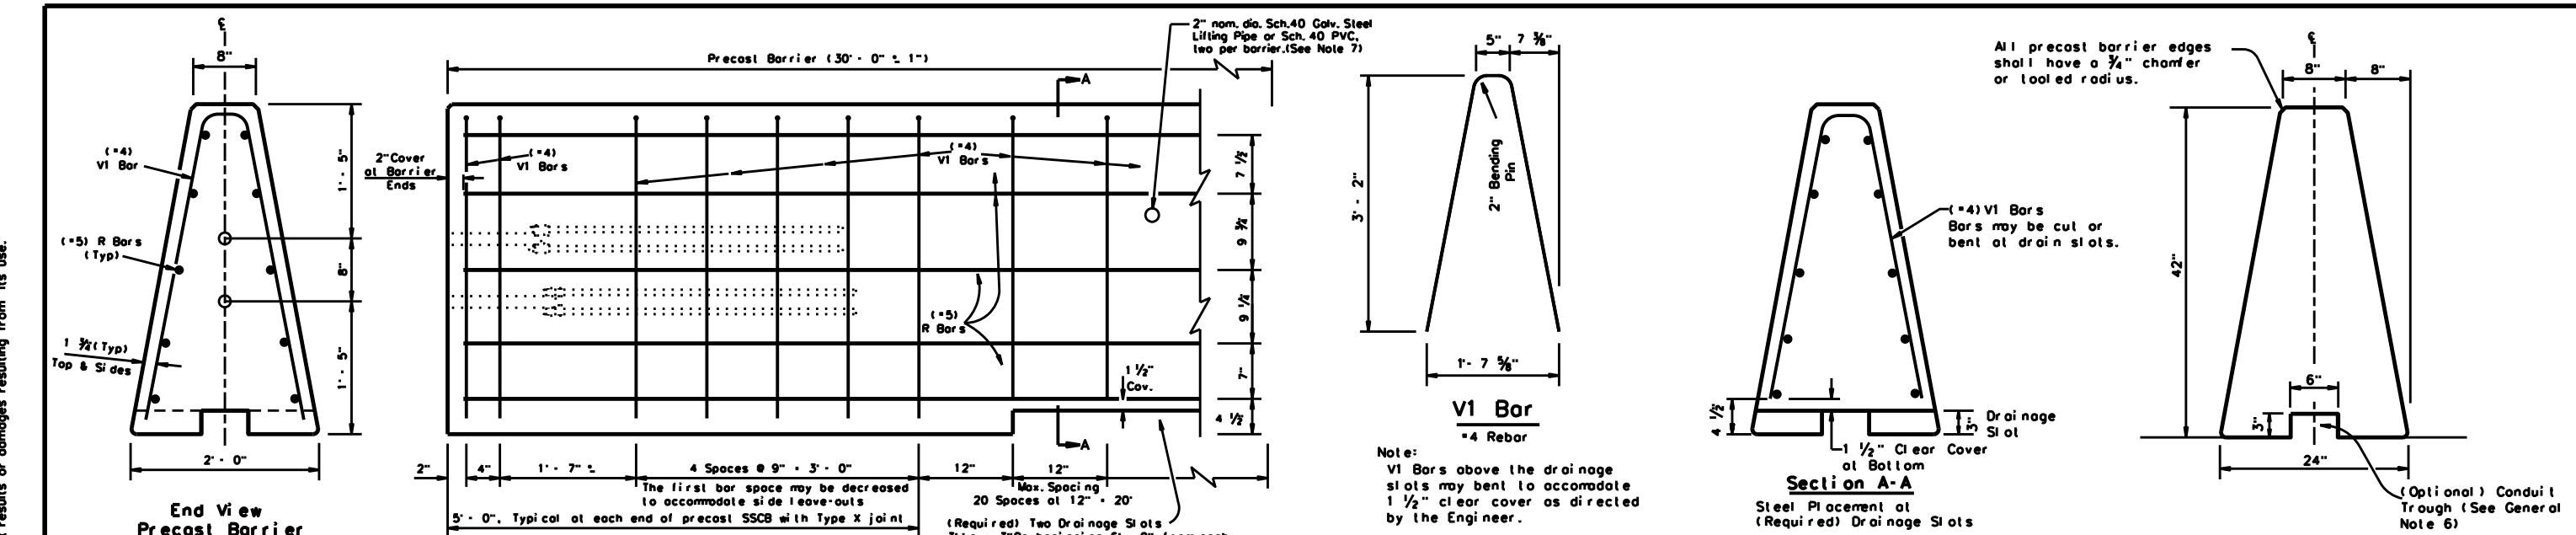 results or damages resulting from its use.
℄
8"
(#4)
V1 Bar
(#5) R Bars
(Typ)
1 ¾"(Typ)
Top & Sides
1'- 5"
8"
1'- 5"
2'- 0"
End View
Precast Barrier
Precast Barrier (30'- 0" ± 1")
2" nom. dia. Sch.40 Galv. Steel
Lifting Pipe or Sch. 40 PVC,
two per barrier.(See Note 7)
A
2"Cover
at Barrier
Ends
(#4)
V1 Bars
(#4)
V1 Bars
(#5)
R Bars
1 ½"
Cov.
7 ½"
9 ¾"
9 ¼"
7"
4 ½"
A
2"
4"
1'- 7" ±
4 Spaces @ 9" = 3'- 0"
12"
12"
The first bar space may be decreased
to accommodate side leave-outs
Max. Spacing
20 Spaces at 12" = 20'
5'- 0", Typical at each end of precast SSCB with Type X joint
(Required) Two Drainage Slots
5" 7 ⅝"
3'- 2"
2" Bending
Pin
1'- 7 ⅝"
V1 Bar
#4 Rebar
Note:
V1 Bars above the drainage
slots may bent to accomodate
1 ½" clear cover as directed
by the Engineer.
(#4) V1 Bars
Bars may be cut or
bent at drain slots.
4 ½"
3"
Drainage
Slot
1 ½" Clear Cover
at Bottom
Section A-A
Steel Placement at
(Required) Drainage Slots
All precast barrier edges
shall have a ¾" chamfer
or tooled radius.
℄
8"
8"
42"
6"
3"
24"
(Optional) Conduit
Trough (See General
Note 6)